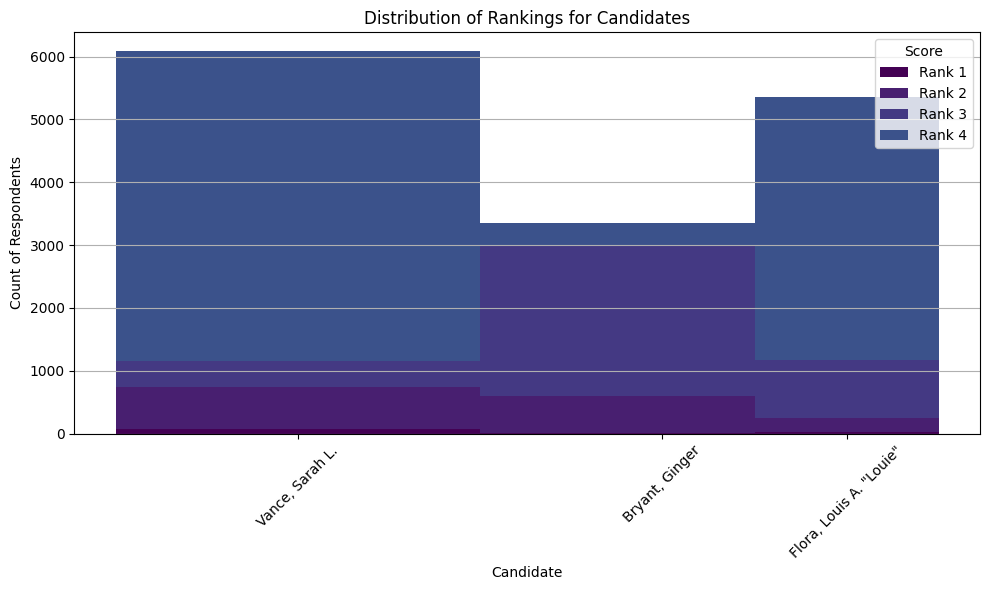 Distribution of Rankings for Candidates
Score
Rank 1
Rank 2
Rank 3
Rank 4
Count of Respondents
6000
5000
4000
3000
2000
1000
0
Vance, Sarah L.
Bryant, Ginger
Flora, Louis A. "Louie"
Candidate